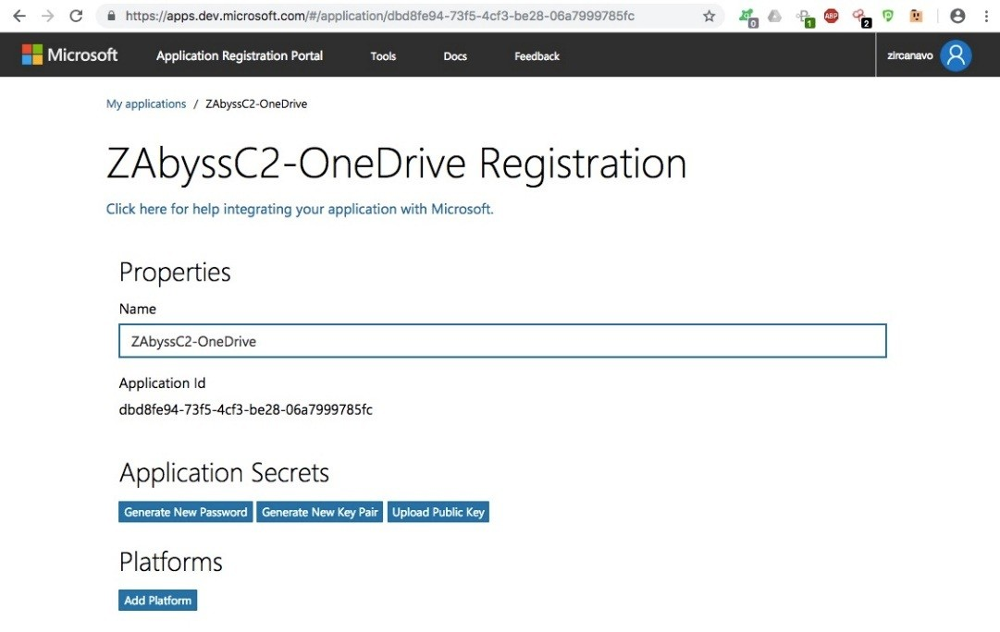 https://apps.dev.microsoft.com/#/application/dbd8fe94-73f5-4cf3-be28-06a7999785fc 0 1 ABP 2
Microsoft Application Registration Portal Tools Docs Feedback zircanavo
My applications / ZAbyssC2-OneDrive
ZAbyssC2-OneDrive Registration
Click here for help integrating your application with Microsoft.
Properties
Name
ZAbyssC2-OneDrive
Application Id
dbd8fe94-73f5-4cf3-be28-06a7999785fc
Application Secrets
Generate New Password Generate New Key Pair Upload Public Key
Platforms
Add Platform